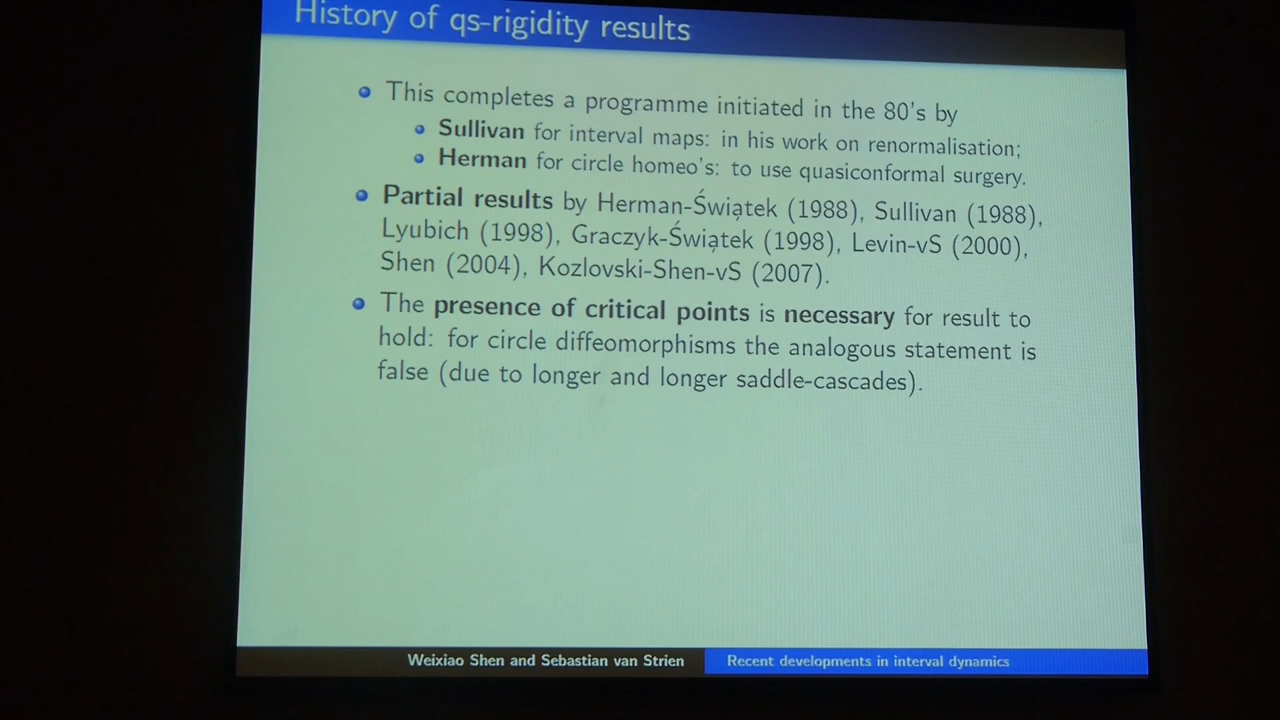 History of qs-rigidity results
This completes a programme initiated in the 80's by
Sullivan for interval maps: in his work on renormalisation;
Herman for circle homeo's: to use quasiconformal surgery.
Partial results by Herman-Świątek (1988), Sullivan (1988),
Lyubich (1998), Graczyk-Świątek (1998), Levin-vS (2000),
Shen (2004), Kozlovski-Shen-vS (2007).
The presence of critical points is necessary for result to
hold: for circle diffeomorphisms the analogous statement is
false (due to longer and longer saddle-cascades).
Weixiao Shen and Sebastian van Strien
Recent developments in interval dynamics